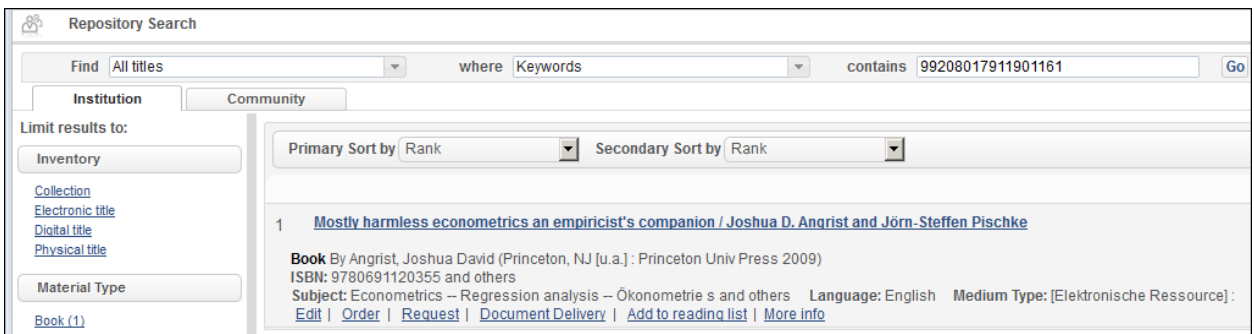 Repository Search
Find All titles where Keywords contains 99208017911901161 Go
Institution Community
Limit results to:
Inventory
Collection
Electronic title
Digital title
Physical title
Material Type
Book (1)
Primary Sort by Rank Secondary Sort by Rank
1 Mostly harmless econometrics an empiricist's companion / Joshua D. Angrist and Jörn-Steffen Pischke
Book By Angrist, Joshua David (Princeton, NJ [u.a.] : Princeton Univ Press 2009)
ISBN: 9780691120355 and others
Subject: Econometrics -- Regression analysis -- Ökonometrie s and others Language: English Medium Type: [Elektronische Ressource] :
Edit | Order | Request | Document Delivery | Add to reading list | More info